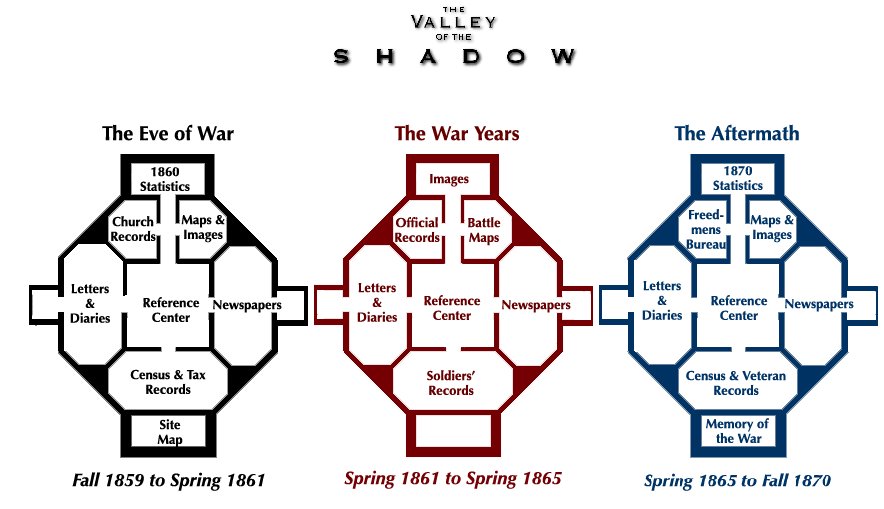 THE
VALLEY
OF THE
SHADOW
The Eve of War
1860
Statistics
Church
Records
Maps &
Images
Letters
&
Diaries
Reference
Center
Newspapers
Census & Tax
Records
Site
Map
Fall 1859 to Spring 1861
The War Years
Images
Official
Records
Battle
Maps
Letters
&
Diaries
Reference
Center
Newspapers
Soldiers'
Records
Spring 1861 to Spring 1865
The Aftermath
1870
Statistics
Freed-
mens
Bureau
Maps &
Images
Letters
&
Diaries
Reference
Center
Newspapers
Census & Veteran
Records
Memory of
the War
Spring 1865 to Fall 1870